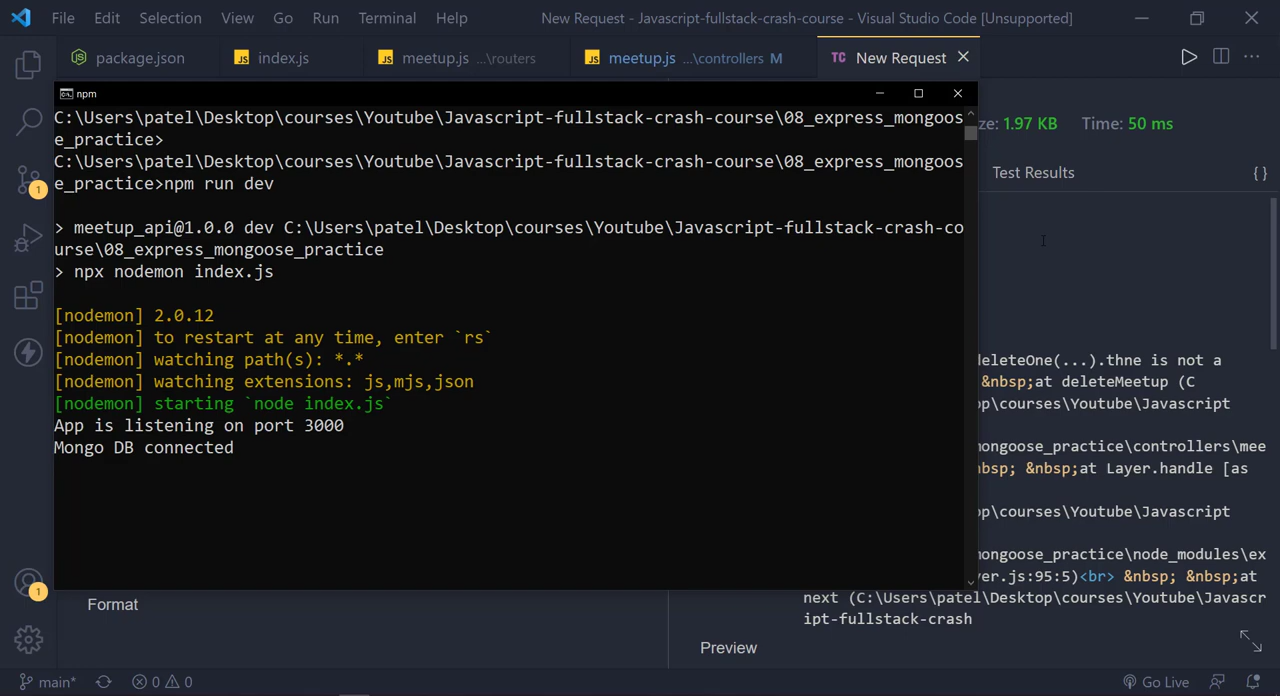 File Edit Selection View Go Run Terminal Help New Request - Javascript-fullstack-crash-course - Visual Studio Code [Unsupported]
package.json JS index.js JS meetup.js ...\routers JS meetup.js ...\controllers M TC New Request
npm
C:\Users\patel\Desktop\courses\Youtube\Javascript-fullstack-crash-course\08_express_mongoos
e_practice>
C:\Users\patel\Desktop\courses\Youtube\Javascript-fullstack-crash-course\08_express_mongoos
e_practice>npm run dev
> meetup_api@1.0.0 dev C:\Users\patel\Desktop\courses\Youtube\Javascript-fullstack-crash-co
urse\08_express_mongoose_practice
> npx nodemon index.js
[nodemon] 2.0.12
[nodemon] to restart at any time, enter `rs`
[nodemon] watching path(s): *.*
[nodemon] watching extensions: js,mjs,json
[nodemon] starting `node index.js`
App is listening on port 3000
Mongo DB connected
ze: 1.97 KB Time: 50 ms
Test Results {}
deleteOne(...).thne is not a
&nbsp;at deleteMeetup (C
op\courses\Youtube\Javascript
mongoose_practice\controllers\mee
nbsp; &nbsp;at Layer.handle [as
op\courses\Youtube\Javascript
mongoose_practice\node_modules\ex
yer.js:95:5)<br> &nbsp; &nbsp;at
next (C:\Users\patel\Desktop\courses\Youtube\Javascr
ipt-fullstack-crash
Format
Preview
1
1
main* 0 0 Go Live